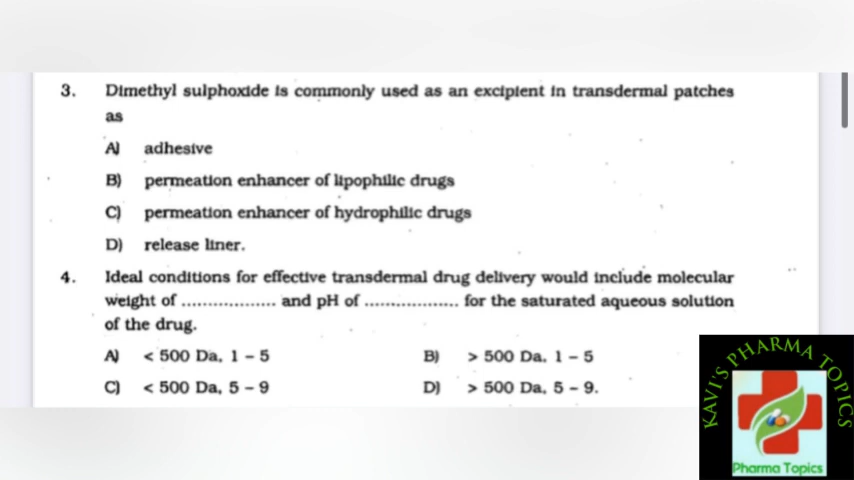 3. Dimethyl sulphoxide is commonly used as an excipient in transdermal patches
as
A) adhesive
B) permeation enhancer of lipophilic drugs
C) permeation enhancer of hydrophilic drugs
D) release liner.
4. Ideal conditions for effective transdermal drug delivery would include molecular
weight of ................. and pH of ................. for the saturated aqueous solution
of the drug.
A) < 500 Da, 1 – 5 B) > 500 Da, 1 – 5
C) < 500 Da, 5 – 9 D) > 500 Da, 5 – 9.
KAVI'S PHARMA TOPICS
Pharma Topics